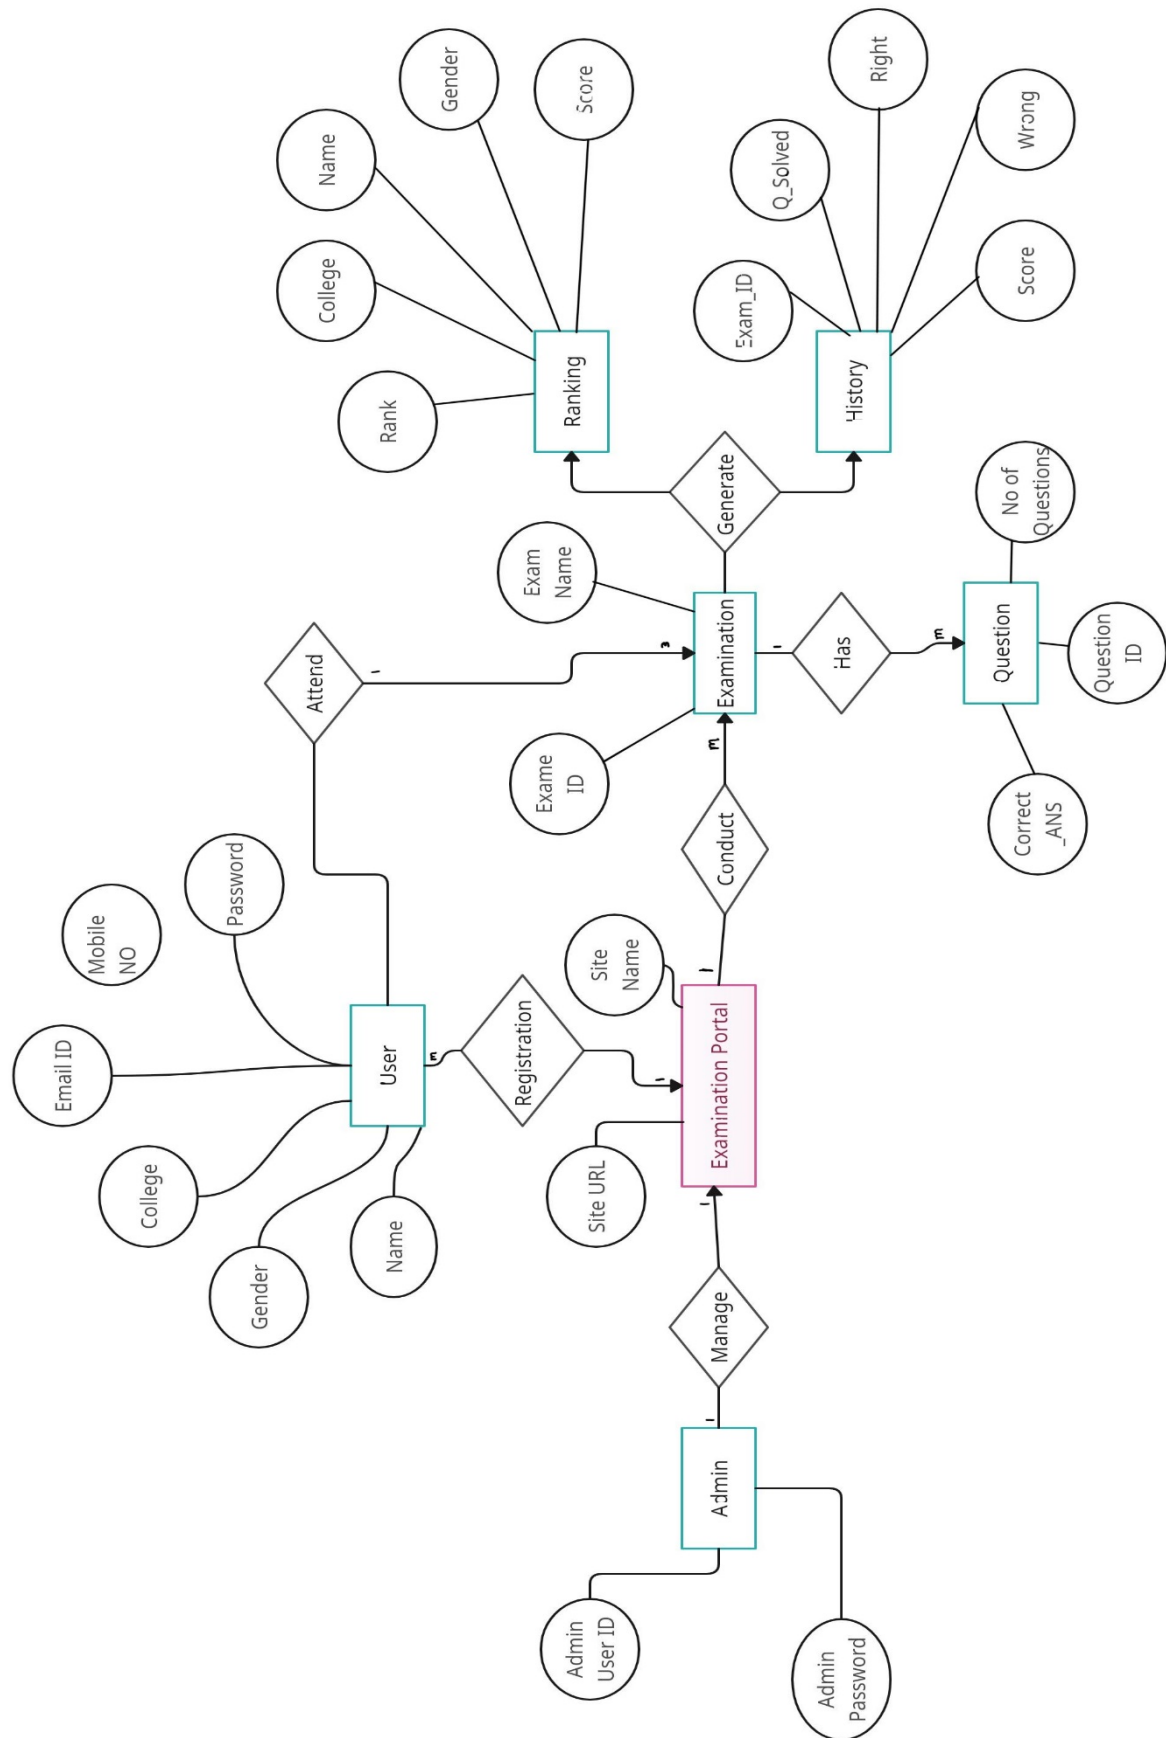 Admin
User ID
Admin
Password
Admin
1
Manage
1
Site URL
Site
Name
Examination Portal
1
Name
Gender
College
Email ID
Mobile
NO
Password
User
m
Registration
1
Attend
1
Conduct
m
Exame
ID
Exam
Name
3
Examination
1
Has
m
Correct
_ANS
Question
ID
No of
Questions
Question
Generate
Rank
College
Name
Gender
Score
Ranking
Exam_ID
Q_Solved
Right
Wrong
Score
History